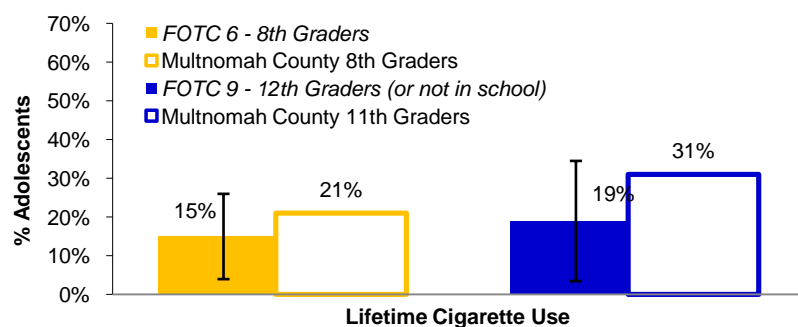 70%
60%
50%
40%
30%
20%
10%
0%
% Adolescents
FOTC 6 - 8th Graders
Multnomah County 8th Graders
FOTC 9 - 12th Graders (or not in school)
Multnomah County 11th Graders
15%
21%
19%
31%
Lifetime Cigarette Use